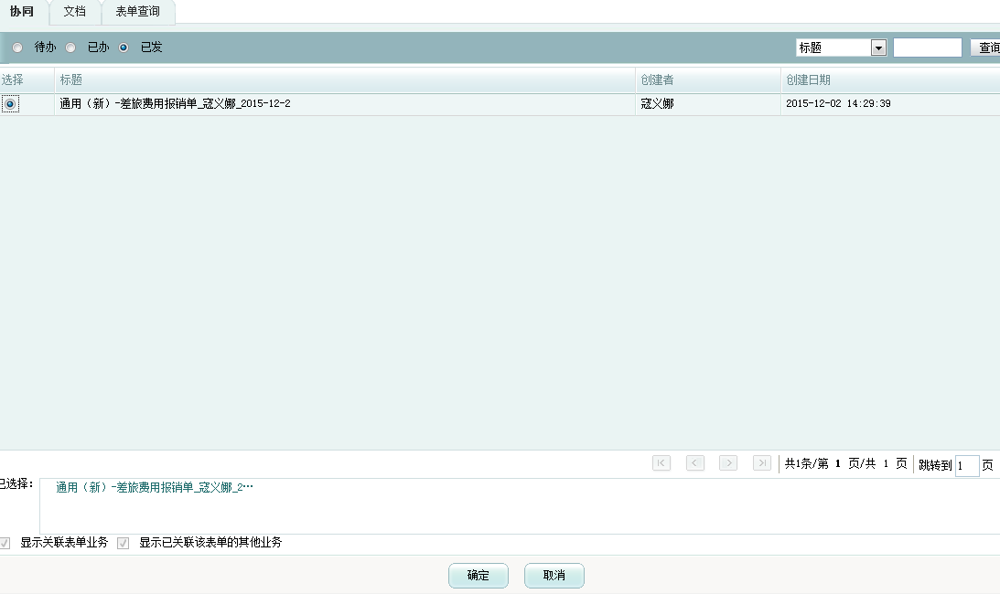 协同 文档 表单查询
待办 已办 已发 标题 查询
选择 标题 创建者 创建日期
通用（新）-差旅费用报销单_寇义娜_2015-12-2 寇义娜 2015-12-02 14:29:39
共1条/第 1 页/共 1 页 跳转到 1 页
已选择: 通用（新）-差旅费用报销单_寇义娜_2…
显示关联表单业务 显示已关联该表单的其他业务
确定 取消